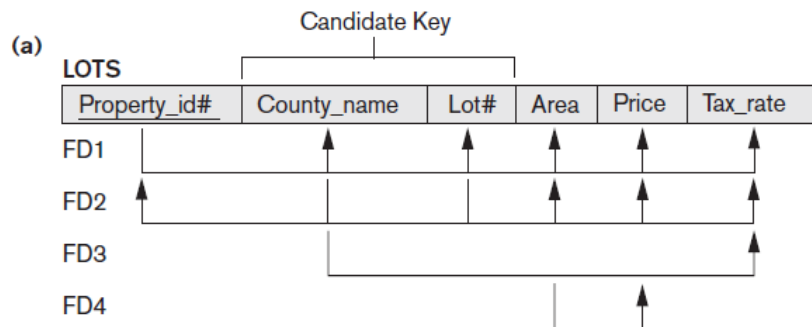 Candidate Key
(a)
LOTS
Property_id# County_name Lot# Area Price Tax_rate
FD1
FD2
FD3
FD4